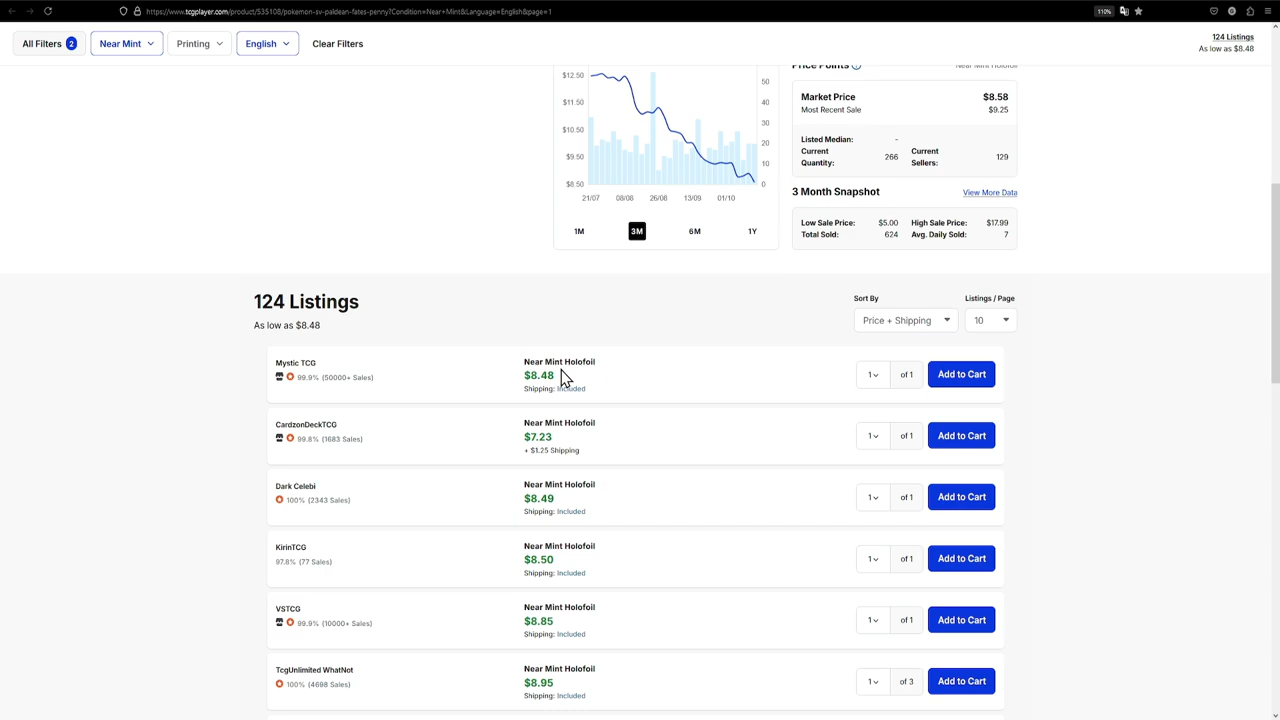 https://www.tcgplayer.com/product/535108/pokemon-sv-paldean-fates-penny?Condition=Near+Mint&Language=English&page=1
110%
All Filters 2
Near Mint
Printing
English
Clear Filters
124 Listings
As low as $8.48
Price Points
Near Mint Holofoil
$12.50
$11.50
$10.50
$9.50
$8.50
50
40
30
20
10
0
21/07 08/08 26/08 13/09 01/10
1M 3M 6M 1Y
Market Price $8.58
Most Recent Sale $9.25
Listed Median: -
Current Quantity: 266
Current Sellers: 129
3 Month Snapshot View More Data
Low Sale Price: $5.00 High Sale Price: $17.99
Total Sold: 624 Avg. Daily Sold: 7
124 Listings
As low as $8.48
Sort By
Price + Shipping
Listings / Page
10
Mystic TCG
99.9% (50000+ Sales)
Near Mint Holofoil
$8.48
Shipping: Included
1 of 1 Add to Cart
CardzonDeckTCG
99.8% (1683 Sales)
Near Mint Holofoil
$7.23
+ $1.25 Shipping
1 of 1 Add to Cart
Dark Celebi
100% (2343 Sales)
Near Mint Holofoil
$8.49
Shipping: Included
1 of 1 Add to Cart
KirinTCG
97.8% (77 Sales)
Near Mint Holofoil
$8.50
Shipping: Included
1 of 1 Add to Cart
VSTCG
99.9% (10000+ Sales)
Near Mint Holofoil
$8.85
Shipping: Included
1 of 1 Add to Cart
TcgUnlimited WhatNot
100% (4698 Sales)
Near Mint Holofoil
$8.95
Shipping: Included
1 of 3 Add to Cart